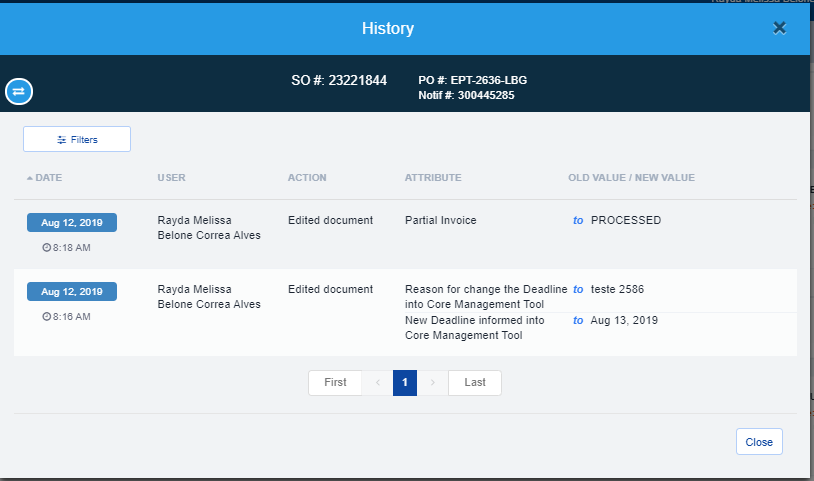 History
SO #: 23221844
PO #: EPT-2636-LBG
Notif #: 300445285
Filters
DATE USER ACTION ATTRIBUTE OLD VALUE / NEW VALUE
Aug 12, 2019 Rayda Melissa Edited document Partial Invoice to PROCESSED
Belone Correa Alves
8:18 AM
Aug 12, 2019 Rayda Melissa Edited document Reason for change the Deadline to teste 2586
Belone Correa Alves into Core Management Tool
8:16 AM New Deadline informed into to Aug 13, 2019
Core Management Tool
First < 1 > Last
Close